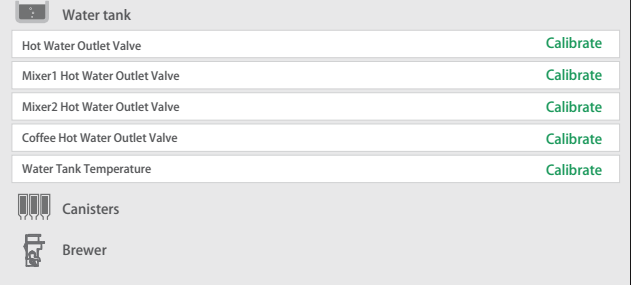 Water tank
Hot Water Outlet Valve Calibrate
Mixer1 Hot Water Outlet Valve Calibrate
Mixer2 Hot Water Outlet Valve Calibrate
Coffee Hot Water Outlet Valve Calibrate
Water Tank Temperature Calibrate
Canisters
Brewer